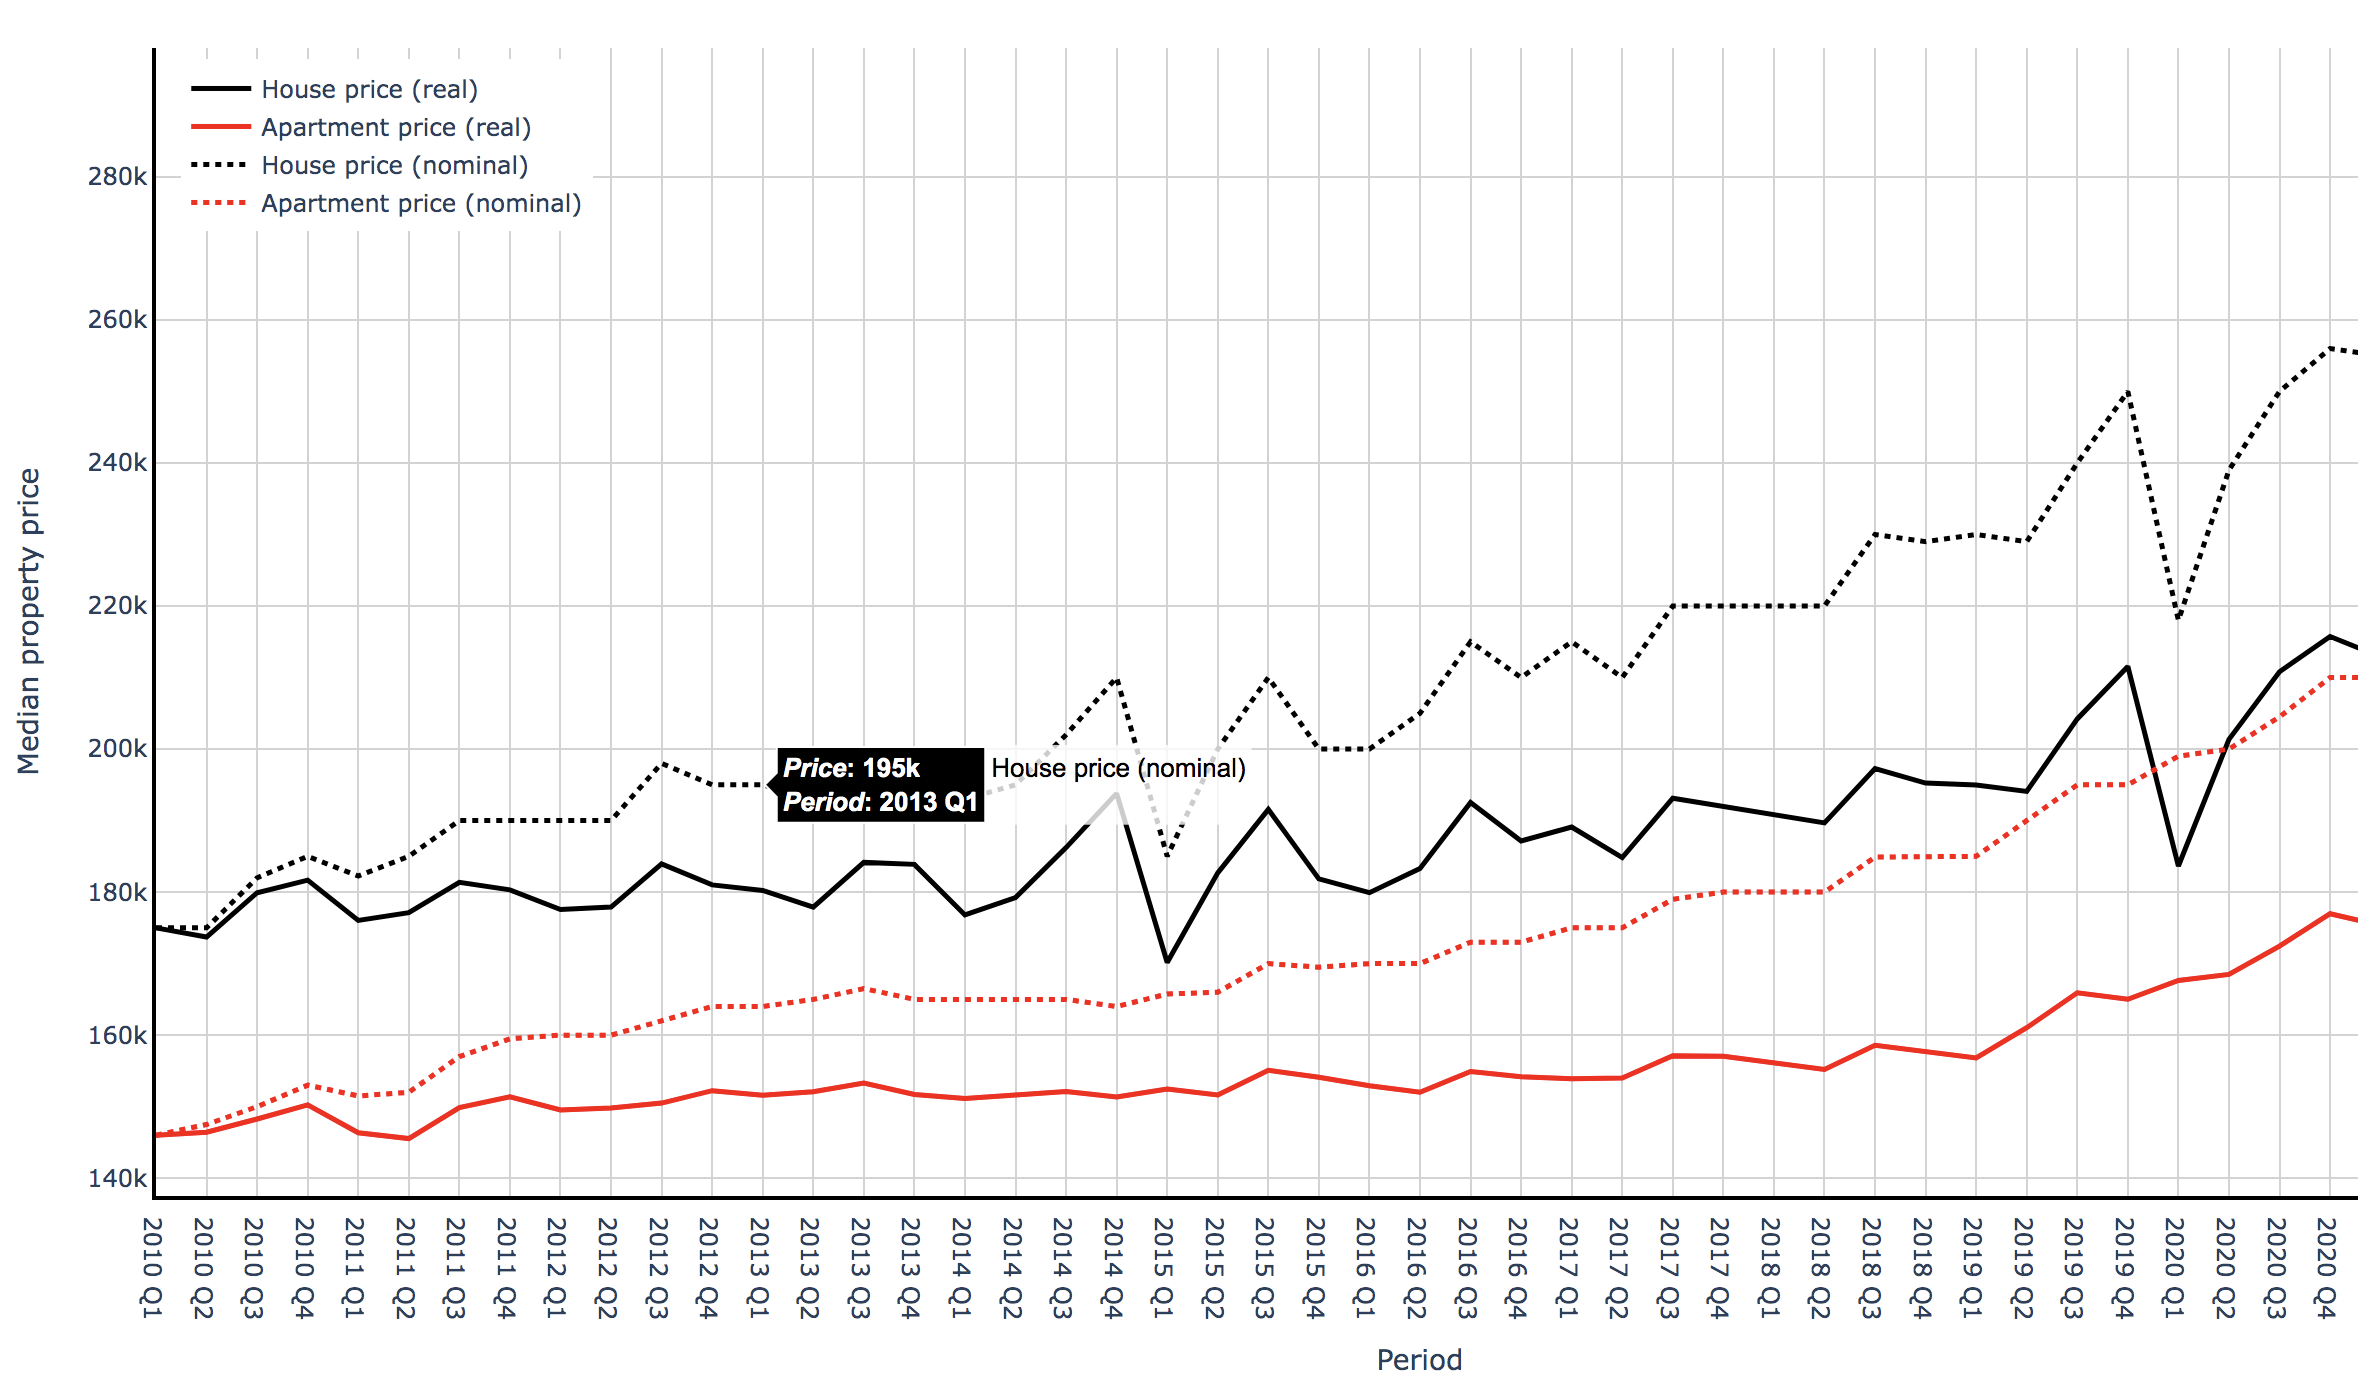 House price (real)
Apartment price (real)
House price (nominal)
Apartment price (nominal)
280k
260k
240k
220k
200k
180k
160k
140k
Median property price
Price: 195k
Period: 2013 Q1
House price (nominal)
2010 Q1
2010 Q2
2010 Q3
2010 Q4
2011 Q1
2011 Q2
2011 Q3
2011 Q4
2012 Q1
2012 Q2
2012 Q3
2012 Q4
2013 Q1
2013 Q2
2013 Q3
2013 Q4
2014 Q1
2014 Q2
2014 Q3
2014 Q4
2015 Q1
2015 Q2
2015 Q3
2015 Q4
2016 Q1
2016 Q2
2016 Q3
2016 Q4
2017 Q1
2017 Q2
2017 Q3
2017 Q4
2018 Q1
2018 Q2
2018 Q3
2018 Q4
2019 Q1
2019 Q2
2019 Q3
2019 Q4
2020 Q1
2020 Q2
2020 Q3
2020 Q4
Period